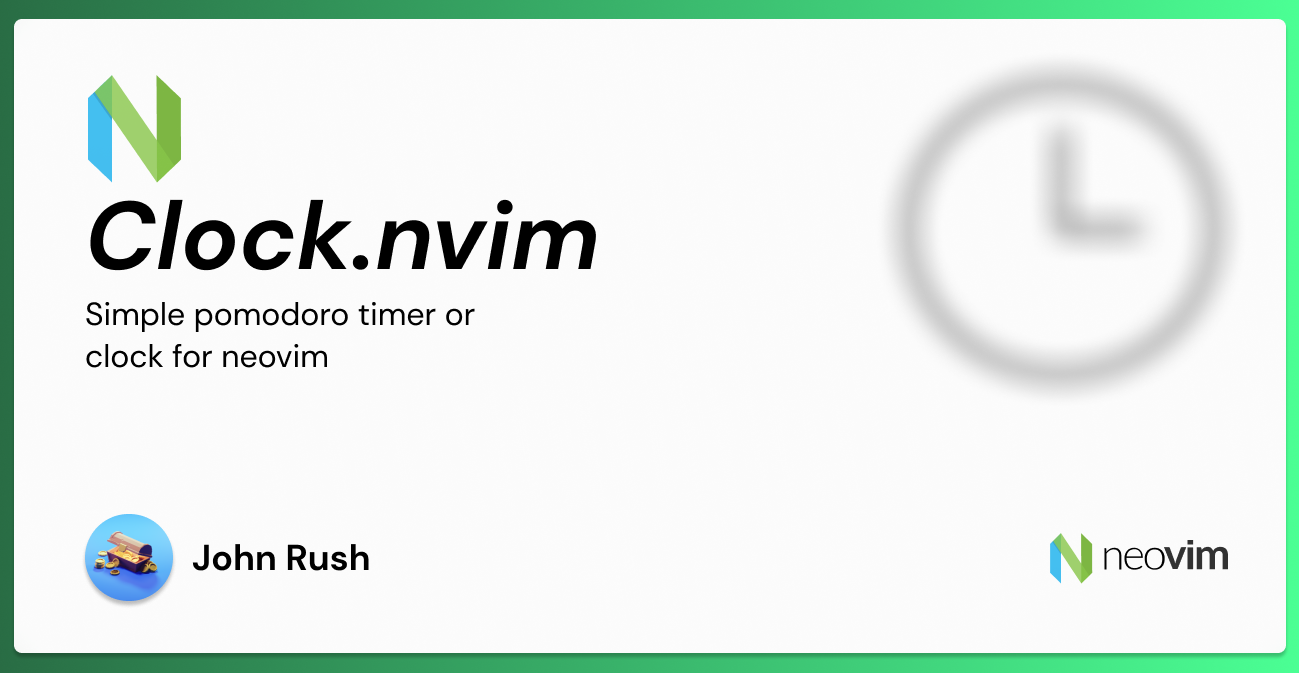 Clock.nvim
Simple pomodoro timer or
clock for neovim
John Rush
neovim